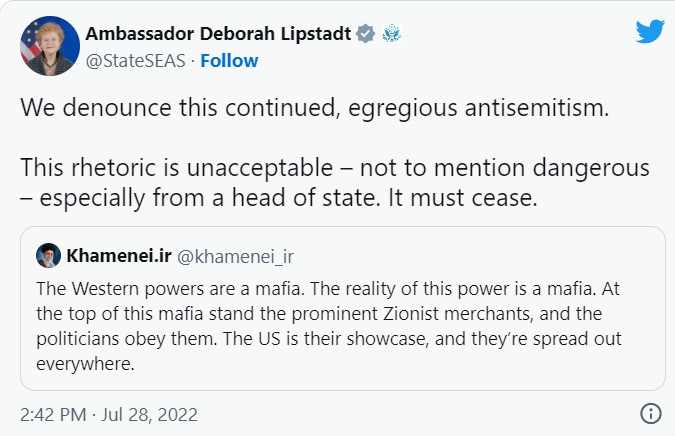 Ambassador Deborah Lipstadt
@StateSEAS · Follow
We denounce this continued, egregious antisemitism.
This rhetoric is unacceptable – not to mention dangerous
– especially from a head of state. It must cease.
Khamenei.ir @khamenei_ir
The Western powers are a mafia. The reality of this power is a mafia. At
the top of this mafia stand the prominent Zionist merchants, and the
politicians obey them. The US is their showcase, and they’re spread out
everywhere.
2:42 PM · Jul 28, 2022